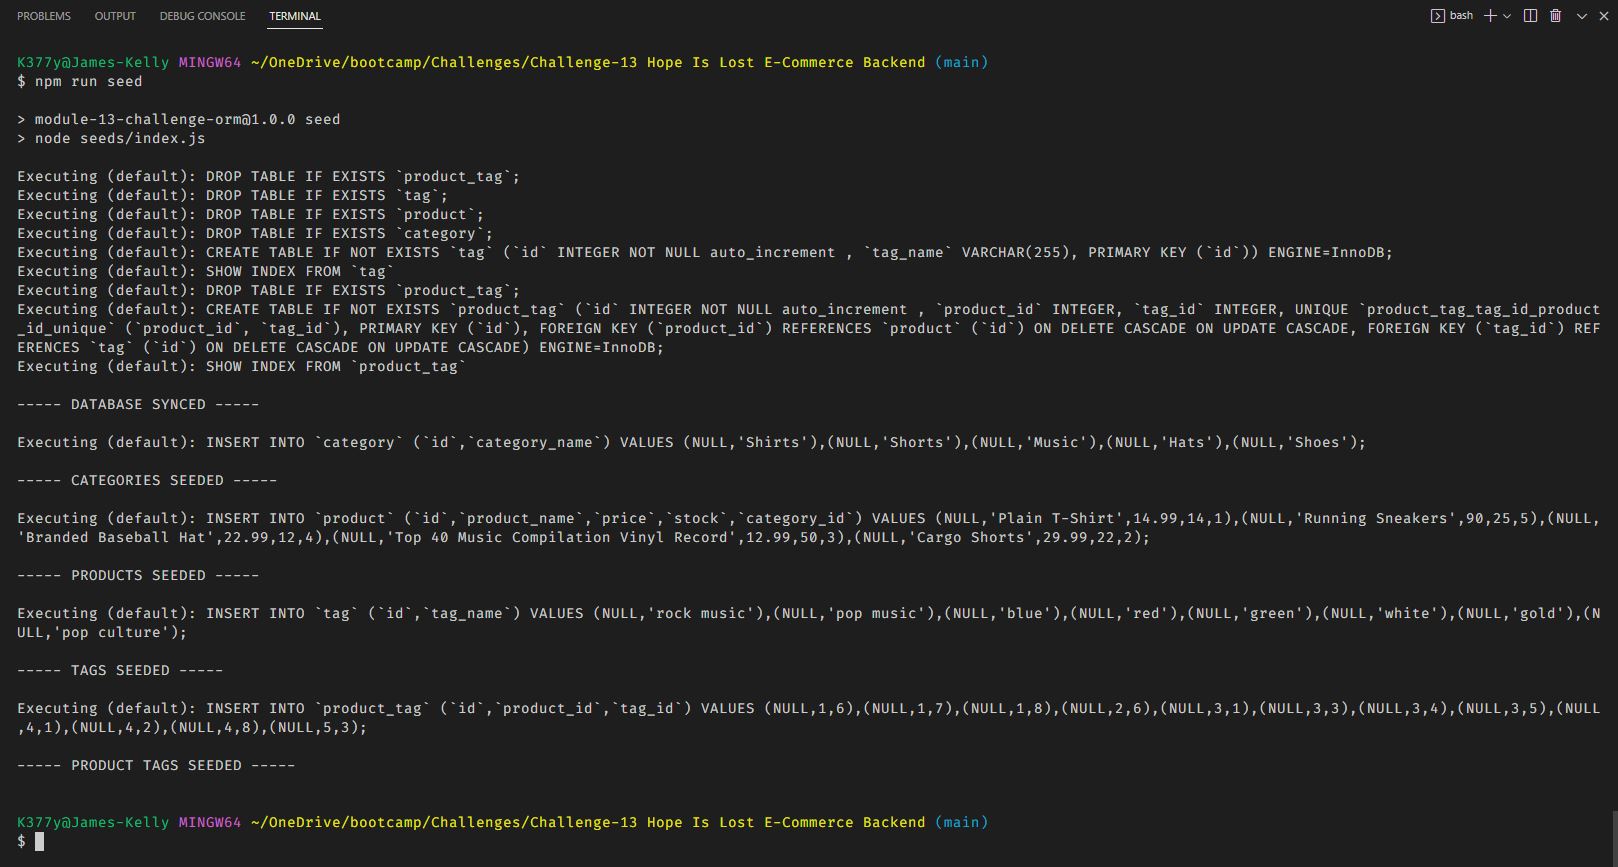 PROBLEMS OUTPUT DEBUG CONSOLE TERMINAL bash
K377y@James-Kelly MINGW64 ~/OneDrive/bootcamp/Challenges/Challenge-13 Hope Is Lost E-Commerce Backend (main)
$ npm run seed
> module-13-challenge-orm@1.0.0 seed
> node seeds/index.js
Executing (default): DROP TABLE IF EXISTS `product_tag`;
Executing (default): DROP TABLE IF EXISTS `tag`;
Executing (default): DROP TABLE IF EXISTS `product`;
Executing (default): DROP TABLE IF EXISTS `category`;
Executing (default): CREATE TABLE IF NOT EXISTS `tag` (`id` INTEGER NOT NULL auto_increment , `tag_name` VARCHAR(255), PRIMARY KEY (`id`)) ENGINE=InnoDB;
Executing (default): SHOW INDEX FROM `tag`
Executing (default): DROP TABLE IF EXISTS `product_tag`;
Executing (default): CREATE TABLE IF NOT EXISTS `product_tag` (`id` INTEGER NOT NULL auto_increment , `product_id` INTEGER, `tag_id` INTEGER, UNIQUE `product_tag_tag_id_product
_id_unique` (`product_id`, `tag_id`), PRIMARY KEY (`id`), FOREIGN KEY (`product_id`) REFERENCES `product` (`id`) ON DELETE CASCADE ON UPDATE CASCADE, FOREIGN KEY (`tag_id`) REF
ERENCES `tag` (`id`) ON DELETE CASCADE ON UPDATE CASCADE) ENGINE=InnoDB;
Executing (default): SHOW INDEX FROM `product_tag`
----- DATABASE SYNCED -----
Executing (default): INSERT INTO `category` (`id`,`category_name`) VALUES (NULL,'Shirts'),(NULL,'Shorts'),(NULL,'Music'),(NULL,'Hats'),(NULL,'Shoes');
----- CATEGORIES SEEDED -----
Executing (default): INSERT INTO `product` (`id`,`product_name`,`price`,`stock`,`category_id`) VALUES (NULL,'Plain T-Shirt',14.99,14,1),(NULL,'Running Sneakers',90,25,5),(NULL,
'Branded Baseball Hat',22.99,12,4),(NULL,'Top 40 Music Compilation Vinyl Record',12.99,50,3),(NULL,'Cargo Shorts',29.99,22,2);
----- PRODUCTS SEEDED -----
Executing (default): INSERT INTO `tag` (`id`,`tag_name`) VALUES (NULL,'rock music'),(NULL,'pop music'),(NULL,'blue'),(NULL,'red'),(NULL,'green'),(NULL,'white'),(NULL,'gold'),(N
ULL,'pop culture');
----- TAGS SEEDED -----
Executing (default): INSERT INTO `product_tag` (`id`,`product_id`,`tag_id`) VALUES (NULL,1,6),(NULL,1,7),(NULL,1,8),(NULL,2,6),(NULL,3,1),(NULL,3,3),(NULL,3,4),(NULL,3,5),(NULL
,4,1),(NULL,4,2),(NULL,4,8),(NULL,5,3);
----- PRODUCT TAGS SEEDED -----
K377y@James-Kelly MINGW64 ~/OneDrive/bootcamp/Challenges/Challenge-13 Hope Is Lost E-Commerce Backend (main)
$